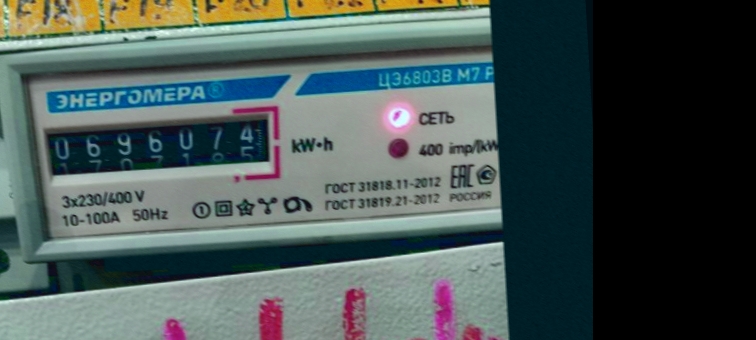 ЭНЕРГОМЕРА®
ЦЭ6803В М7 Р
0696074
kW•h
СЕТЬ
400 imp/kW
3x230/400 V
10-100A 50Hz
ГОСТ 31818.11-2012
ГОСТ 31819.21-2012
ЕАС
РОССИЯ